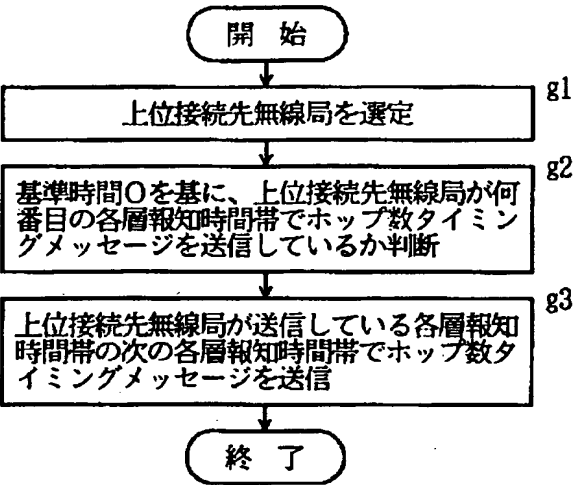 開 始
g1
上位接続先無線局を選定
g2
基準時間Oを基に、上位接続先無線局が何
番目の各層報知時間帯でホップ数タイミン
グメッセージを送信しているか判断
g3
上位接続先無線局が送信している各層報知
時間帯の次の各層報知時間帯でホップ数タ
イミングメッセージを送信
終 了